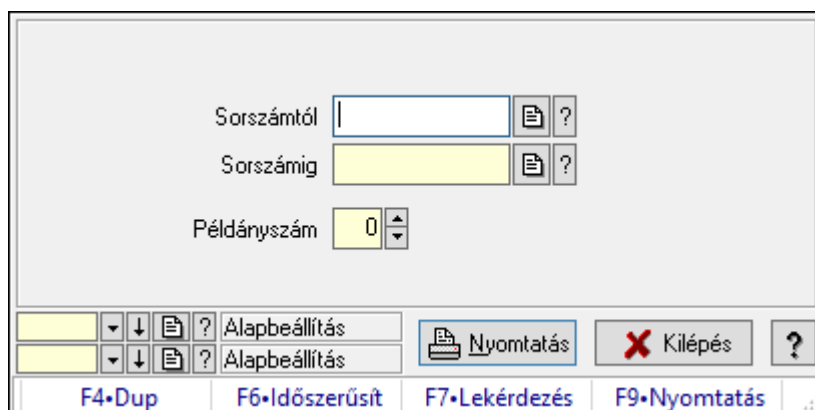 Sorszámtól ?
Sorszámig ?
Példányszám 0
? Alapbeállítás
? Alapbeállítás
Nyomtatás Kilépés ?
F4•Dup F6•Időszerűsít F7•Lekérdezés F9•Nyomtatás